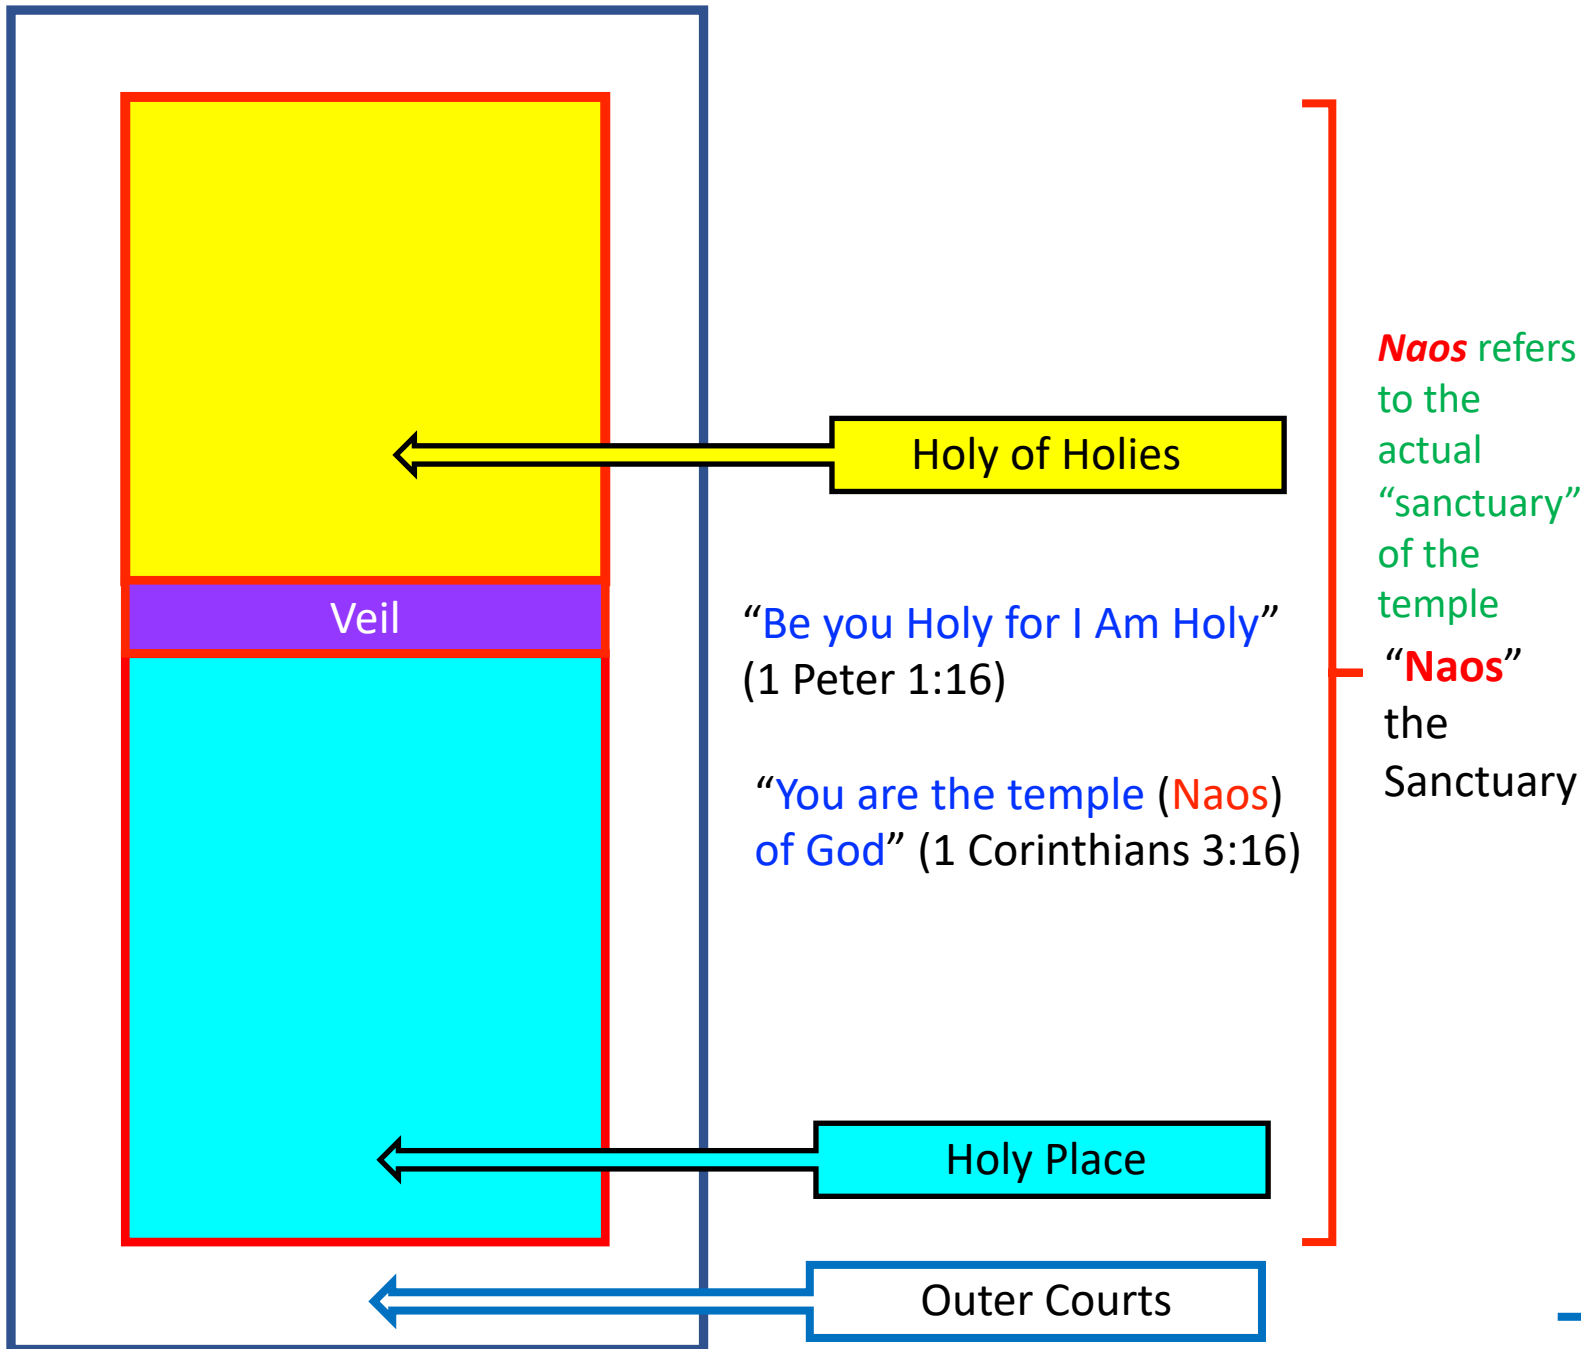 Holy of Holies
Veil
“Be you Holy for I Am Holy”
(1 Peter 1:16)
“You are the temple (Naos)
of God” (1 Corinthians 3:16)
Holy Place
Outer Courts
Naos refers
to the
actual
“sanctuary”
of the
temple
“Naos”
the
Sanctuary